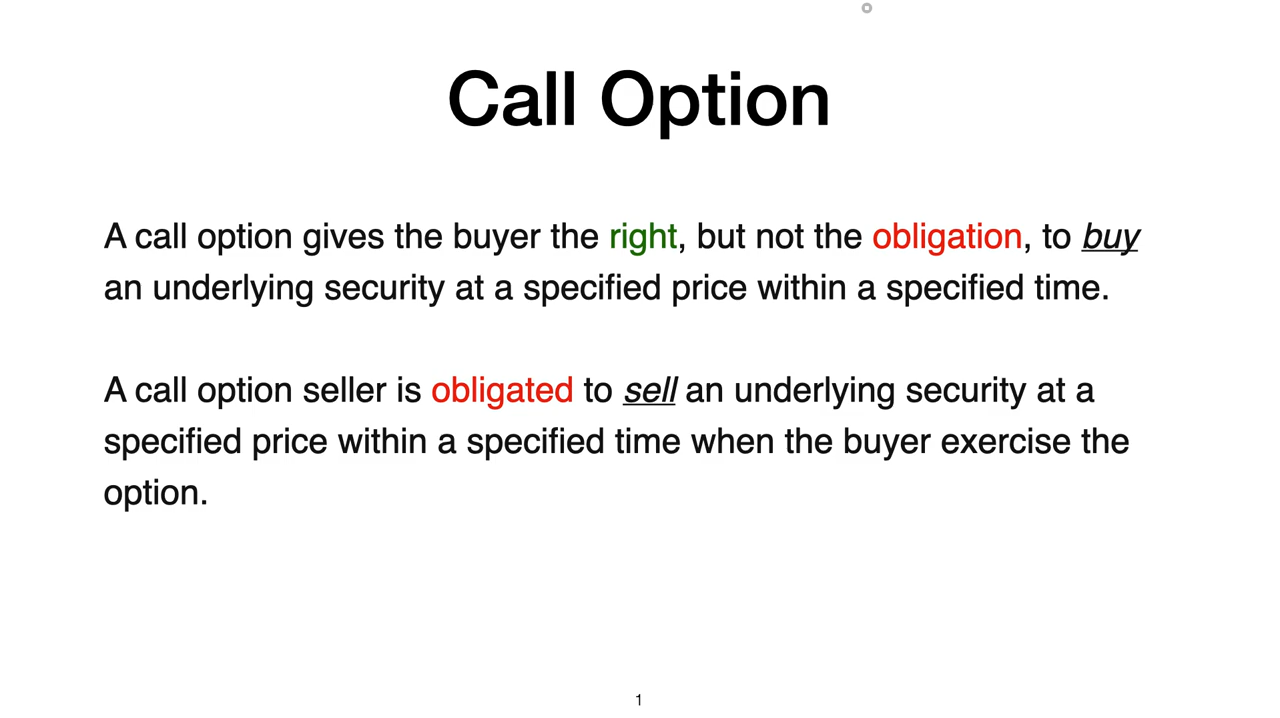 Call Option
A call option gives the buyer the right, but not the obligation, to buy
an underlying security at a specified price within a specified time.
A call option seller is obligated to sell an underlying security at a
specified price within a specified time when the buyer exercise the
option.
1